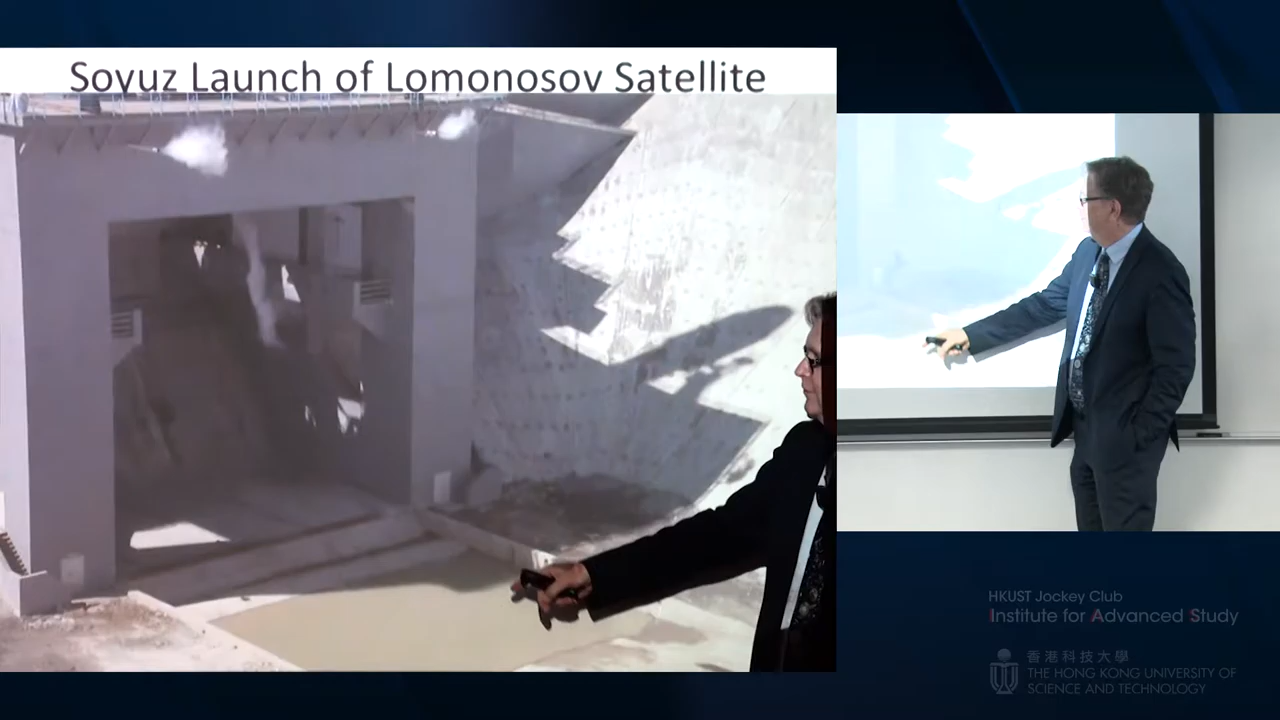 Soyuz Launch of Lomonosov Satellite
HKUST Jockey Club
Institute for Advanced Study
香港科技大學
THE HONG KONG UNIVERSITY OF
SCIENCE AND TECHNOLOGY